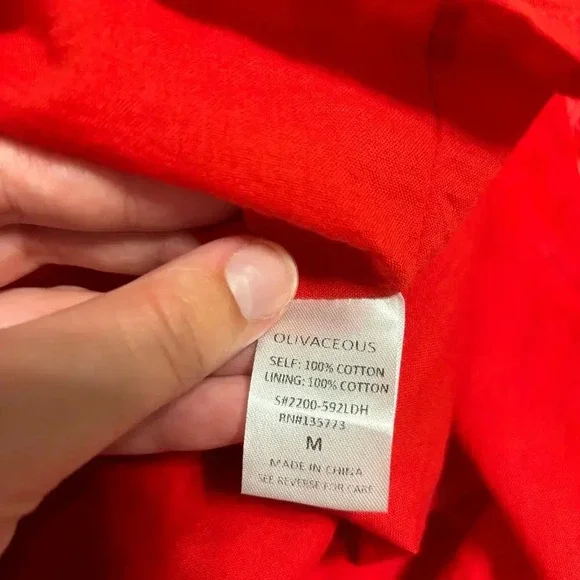 OLIVACEOUS
SELF: 100% COTTON
LINING: 100% COTTON
S#2200-592LDH
RN#135773
M
MADE IN CHINA
SEE REVERSE FOR CARE